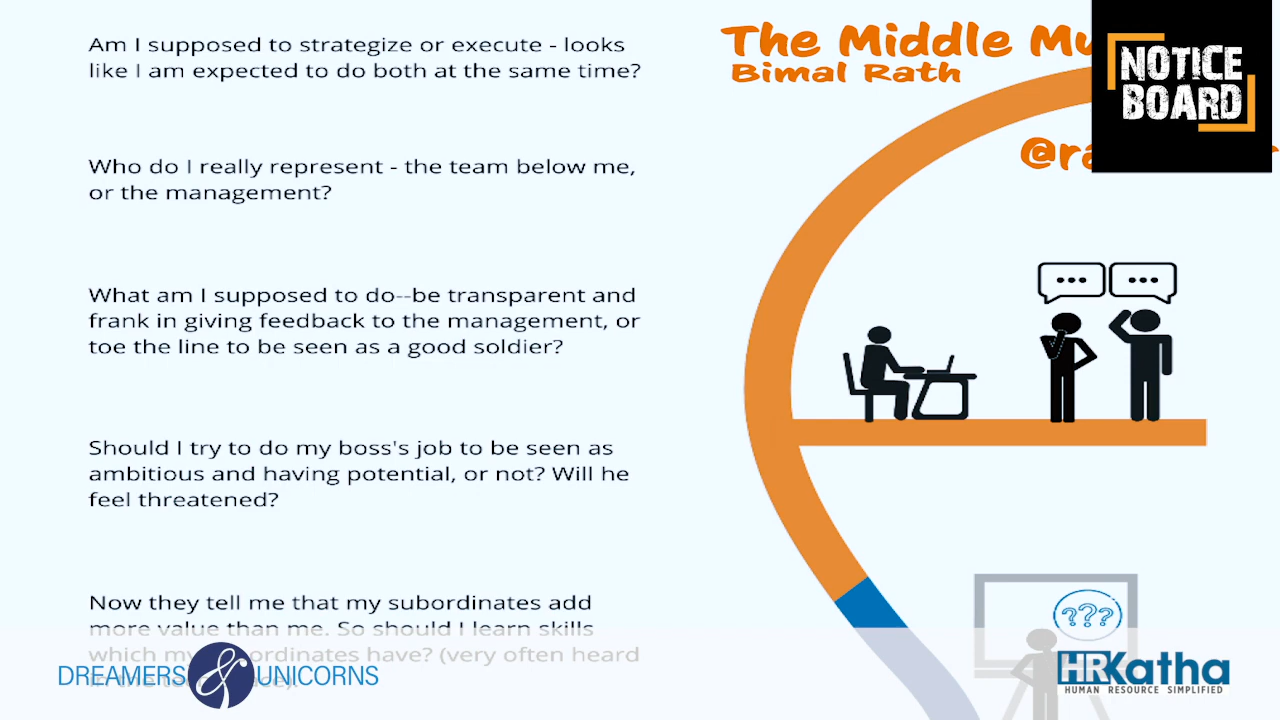 Am I supposed to strategize or execute - looks
like I am expected to do both at the same time?
Who do I really represent - the team below me,
or the management?
What am I supposed to do--be transparent and
frank in giving feedback to the management, or
toe the line to be seen as a good soldier?
Should I try to do my boss's job to be seen as
ambitious and having potential, or not? Will he
feel threatened?
Now they tell me that my subordinates add
more value than me. So should I learn skills
which my subordinates have? (very often heard
in the
The Middle
Bimal Rath
NOTICE
BOARD
...
...
???
DREAMERS & UNICORNS
HRKatha
HUMAN RESOURCE SIMPLIFIED